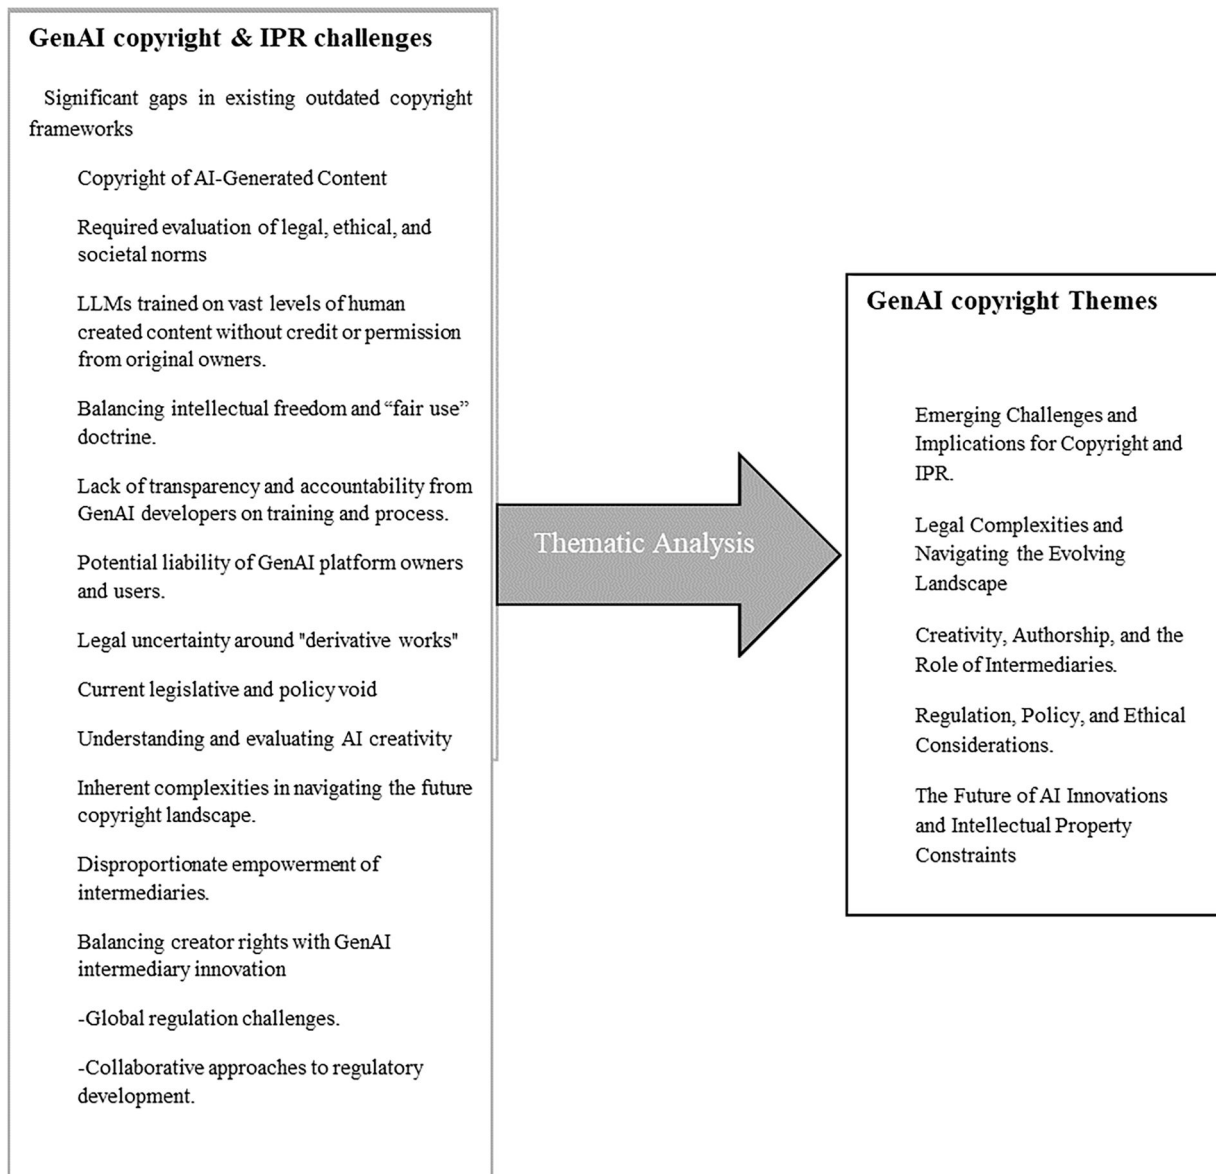 GenAI copyright & IPR challenges
Significant gaps in existing outdated copyright
frameworks
Copyright of AI-Generated Content
Required evaluation of legal, ethical, and
societal norms
LLMs trained on vast levels of human
created content without credit or permission
from original owners.
Balancing intellectual freedom and “fair use”
doctrine.
Lack of transparency and accountability from
GenAI developers on training and process.
Potential liability of GenAI platform owners
and users.
Legal uncertainty around "derivative works"
Current legislative and policy void
Understanding and evaluating AI creativity
Inherent complexities in navigating the future
copyright landscape.
Disproportionate empowerment of
intermediaries.
Balancing creator rights with GenAI
intermediary innovation
-Global regulation challenges.
-Collaborative approaches to regulatory
development.
Thematic Analysis
GenAI copyright Themes
Emerging Challenges and
Implications for Copyright and
IPR.
Legal Complexities and
Navigating the Evolving
Landscape
Creativity, Authorship, and the
Role of Intermediaries.
Regulation, Policy, and Ethical
Considerations.
The Future of AI Innovations
and Intellectual Property
Constraints